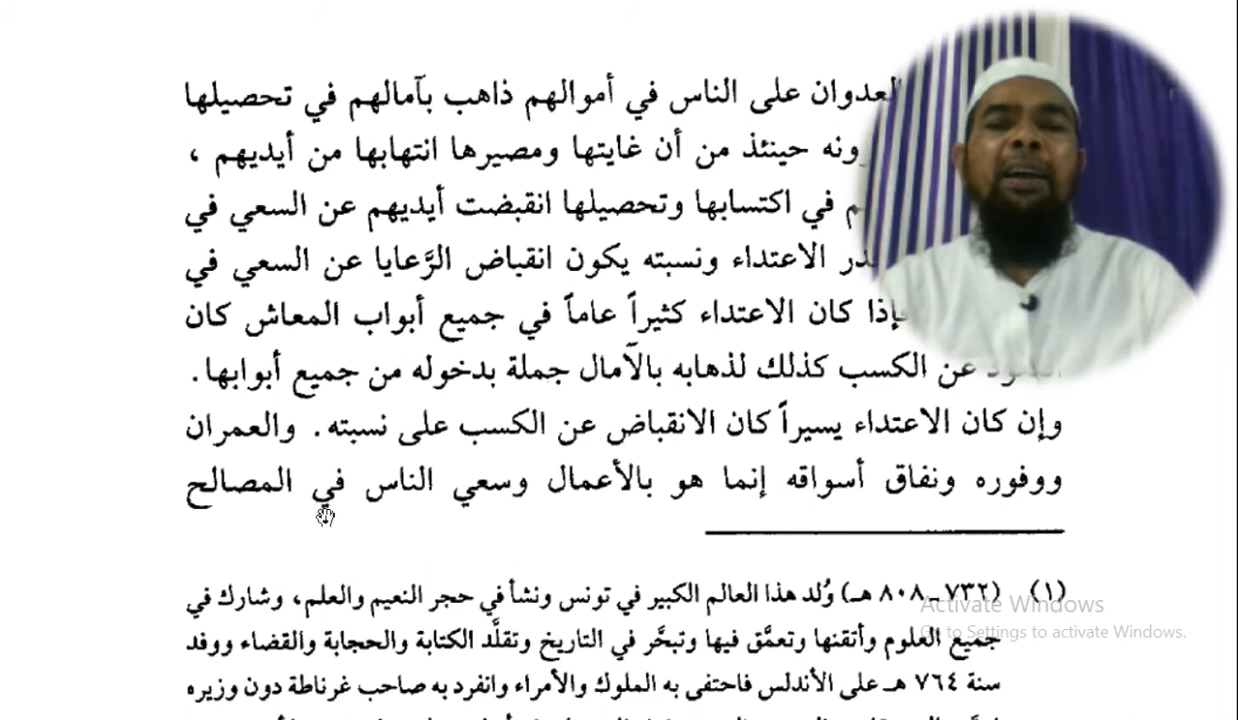 العدوان على الناس في أموالهم ذاهب بآمالهم في تحصيلها
حينئذ من أن غايتها ومصيرها انتهابها من أيديهم ،
في اكتسابها وتحصيلها انقبضت أيديهم عن السعي في
الاعتداء ونسبته يكون انقباض الرَّعايا عن السعي في
فإذا كان الاعتداء كثيراً عاماً في جميع أبواب المعاش كان
عن الكسب كذلك لذهابه بالآمال جملة بدخوله من جميع أبوابها.
وإن كان الاعتداء يسيراً كان الانقباض عن الكسب على نسبته. والعمران
ووفوره ونفاق أسواقه إنما هو بالأعمال وسعي الناس في المصالح
(١) (٧٣٢ـ٨٠٨ هـ) وُلد هذا العالم الكبير في تونس ونشأ في حجر النعيم والعلم، وشارك في
جميع العلوم وأتقنها وتعمَّق فيها وتبحَّر في التاريخ وتقلَّد الكتابة والحجابة والقضاء ووفد
سنة ٧٦٤ هـ على الأندلس فاحتفى به الملوك والأمراء وانفرد به صاحب غرناطة دون وزيره
Activate Windows
Go to Settings to activate Windows.